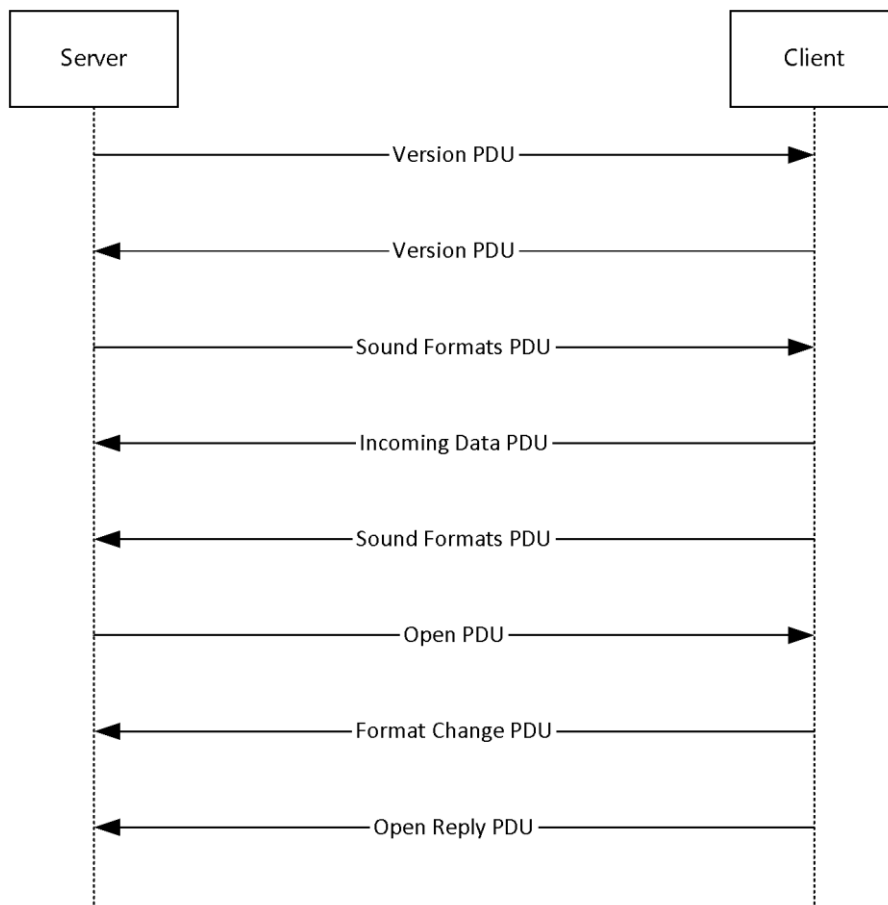 Server
Client
Version PDU
Version PDU
Sound Formats PDU
Incoming Data PDU
Sound Formats PDU
Open PDU
Format Change PDU
Open Reply PDU